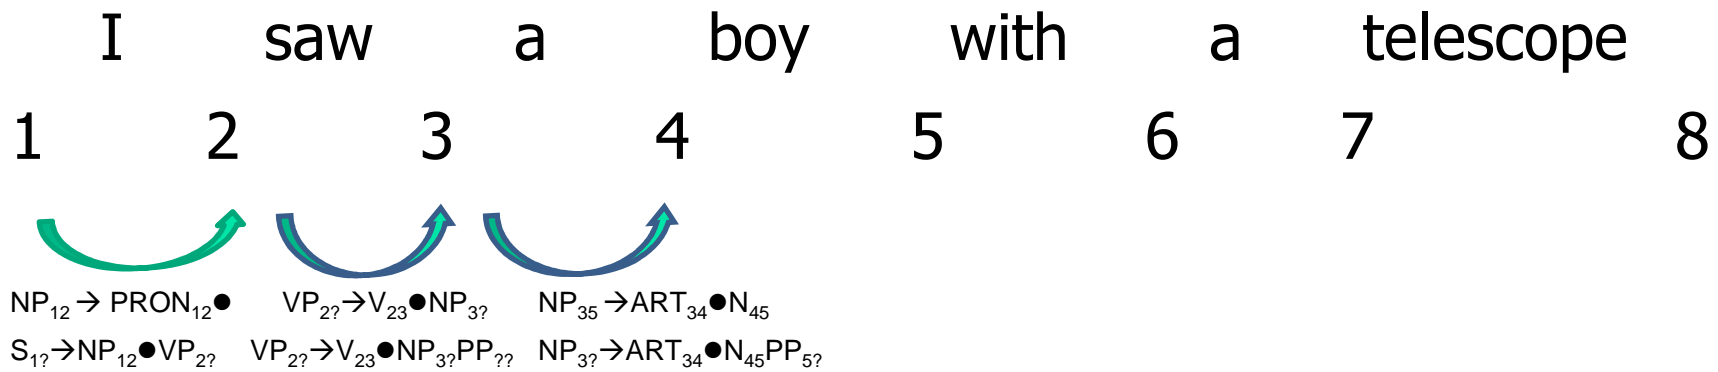 I saw a boy with a telescope
1 2 3 4 5 6 7 8
NP₁₂ → PRON₁₂● VP₂?→V₂₃●NP₃? NP₃₅ →ART₃₄●N₄₅
S₁?→NP₁₂●VP₂? VP₂?→V₂₃●NP₃?PP?? NP₃?→ART₃₄●N₄₅PP₅?